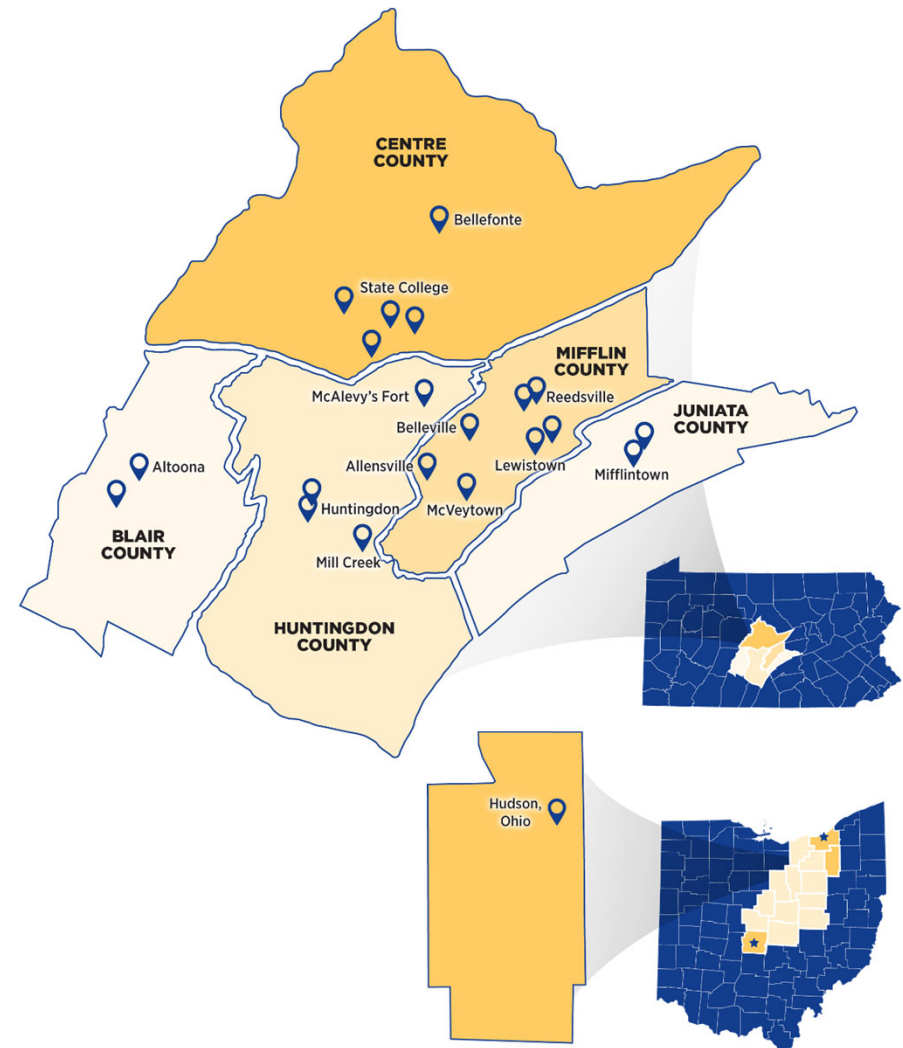 CENTRE
COUNTY
Bellefonte
State College
MIFFLIN
COUNTY
McAlevy's Fort
Reedsville
JUNIATA
COUNTY
Belleville
Altoona
Allensville
Lewistown
Mifflintown
Huntingdon
McVeytown
BLAIR
COUNTY
Mill Creek
HUNTINGDON
COUNTY
Hudson,
Ohio